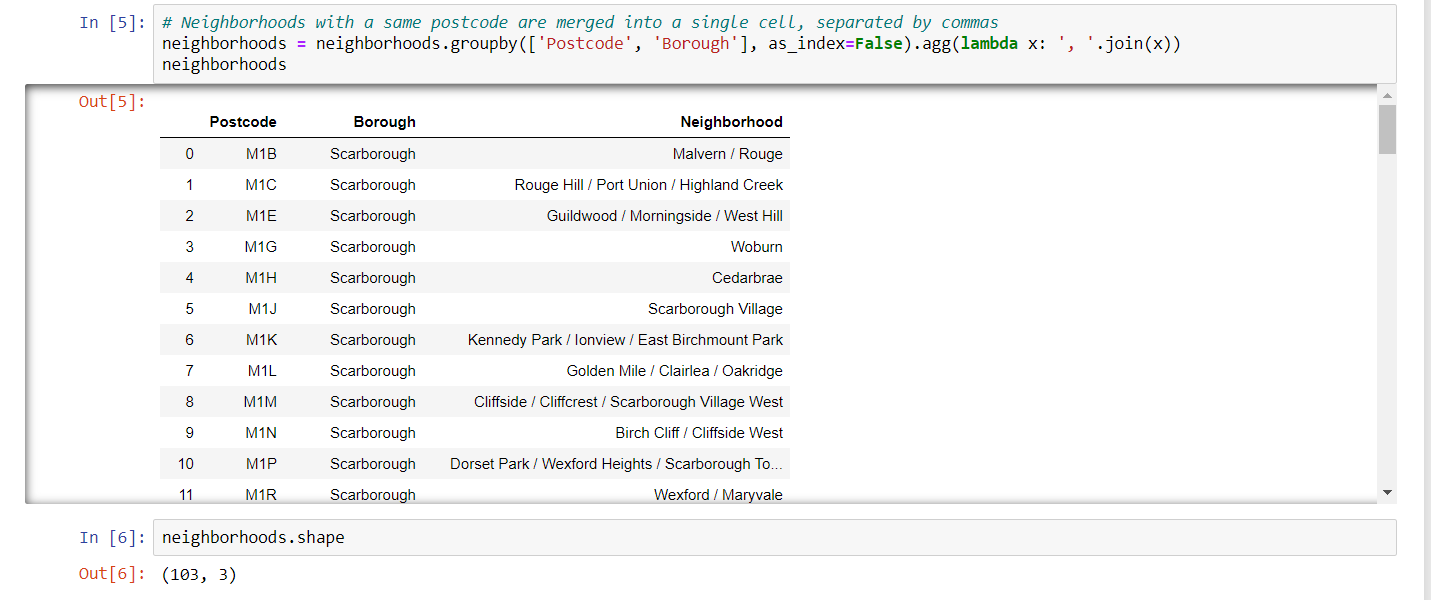 In [5]: # Neighborhoods with a same postcode are merged into a single cell, separated by commas
neighborhoods = neighborhoods.groupby(['Postcode', 'Borough'], as_index=False).agg(lambda x: ', '.join(x))
neighborhoods
Out[5]:
Postcode Borough Neighborhood
0 M1B Scarborough Malvern / Rouge
1 M1C Scarborough Rouge Hill / Port Union / Highland Creek
2 M1E Scarborough Guildwood / Morningside / West Hill
3 M1G Scarborough Woburn
4 M1H Scarborough Cedarbrae
5 M1J Scarborough Scarborough Village
6 M1K Scarborough Kennedy Park / Ionview / East Birchmount Park
7 M1L Scarborough Golden Mile / Clairlea / Oakridge
8 M1M Scarborough Cliffside / Cliffcrest / Scarborough Village West
9 M1N Scarborough Birch Cliff / Cliffside West
10 M1P Scarborough Dorset Park / Wexford Heights / Scarborough To...
11 M1R Scarborough Wexford / Maryvale
In [6]: neighborhoods.shape
Out[6]: (103, 3)